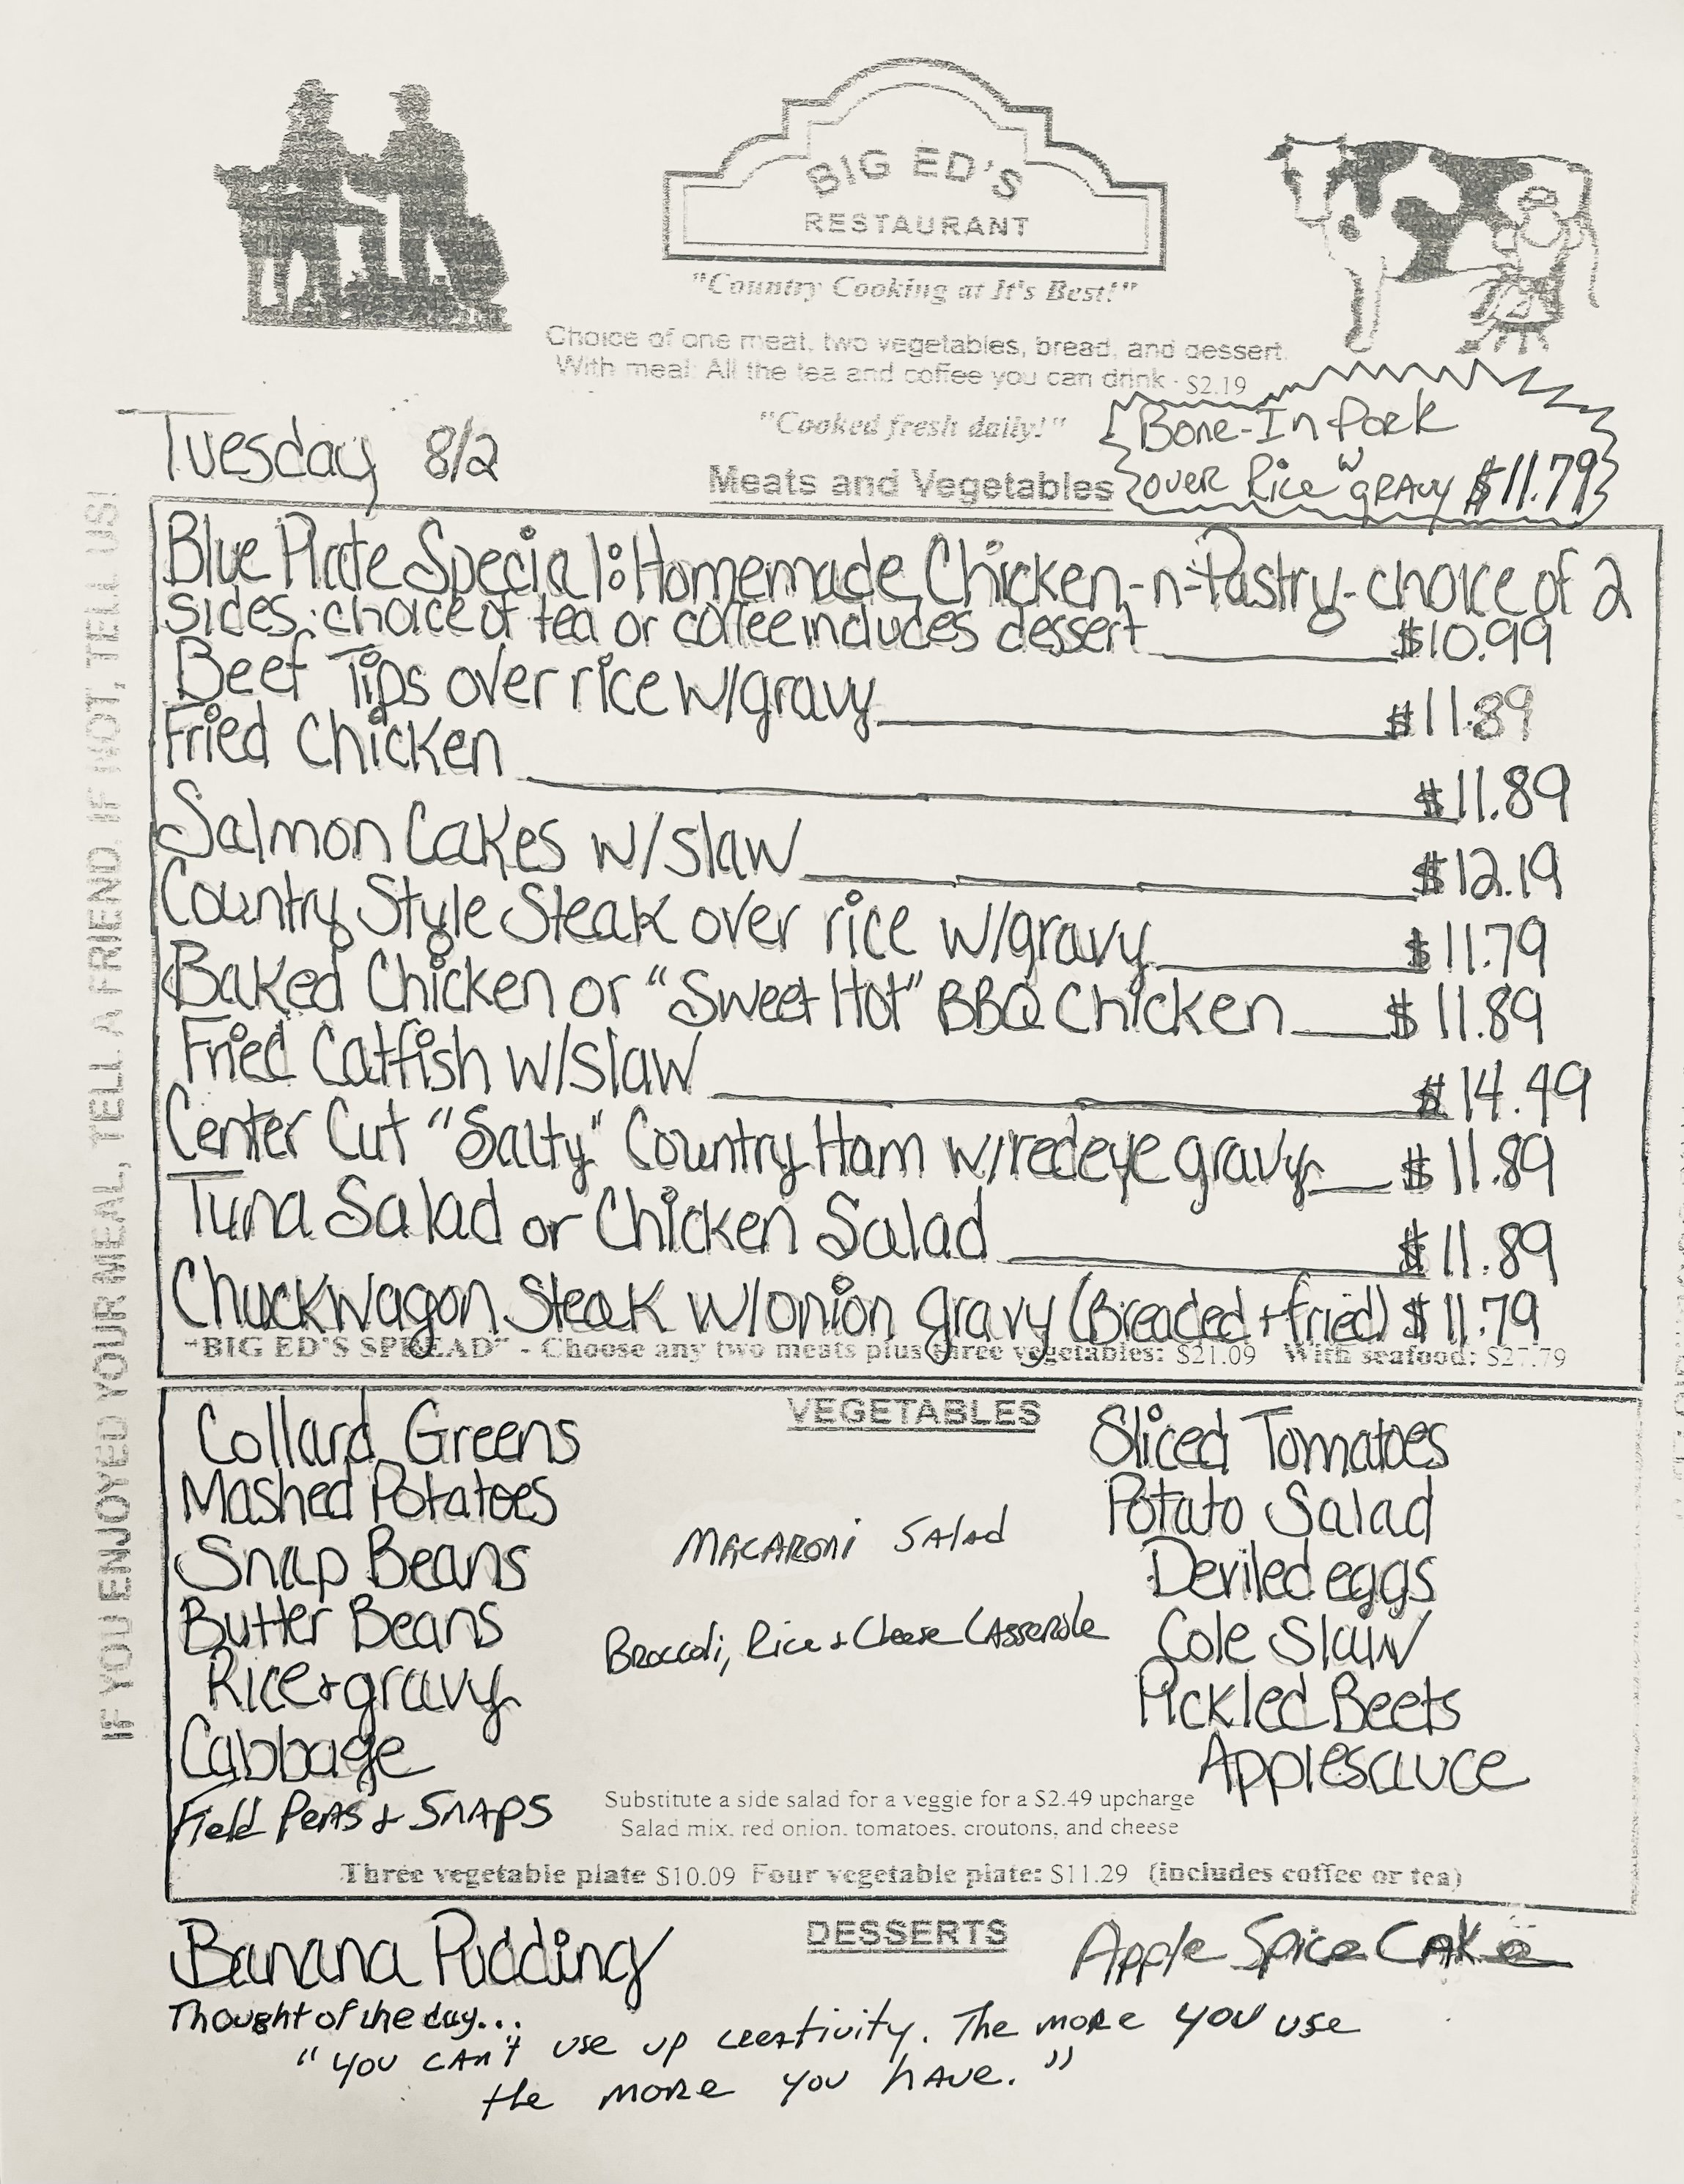 BIG ED'S
RESTAURANT
"Country Cooking at It's Best!"
Choice of one meat, two vegetables, bread, and dessert.
With meal: All the tea and coffee you can drink - $2.19
"Cooked fresh daily!"
Tuesday 8/2
Bone-In Pork
over Rice w gravy $11.79
Meats and Vegetables
Blue Plate Special: Homemade Chicken-n-Pastry- choice of 2
sides, choice of tea or coffee includes dessert $10.99
Beef Tips over rice w/gravy $11.89
Fried Chicken $11.89
Salmon Cakes w/slaw $12.19
Country Style Steak over rice w/gravy $11.79
Baked Chicken or "Sweet Hot" BBQ Chicken $11.89
Fried Catfish w/slaw $14.49
Center Cut "Salty" Country Ham w/redeye gravy $11.89
Tuna Salad or Chicken Salad $11.89
Chuckwagon Steak w/onion gravy (Breaded + fried) $11.79
"BIG ED'S SPREAD" - Choose any two meats plus three vegetables: $21.09 With seafood: $27.79
VEGETABLES
Collard Greens
Mashed Potatoes
Snap Beans
Butter Beans
Rice + gravy
Cabbage
Field Peas + Snaps
Macaroni Salad
Broccoli, Rice + Cheese Casserole
Sliced Tomatoes
Potato Salad
Deviled eggs
Cole Slaw
Pickled Beets
Applesauce
Substitute a side salad for a veggie for a $2.49 upcharge
Salad mix, red onion, tomatoes, croutons, and cheese
Three vegetable plate $10.09 Four vegetable plate: $11.29 (includes coffee or tea)
DESSERTS
Banana Pudding
Apple Spice Cake
Thought of the day...
"You can't use up creativity. The more you use
the more you have."
IF YOU ENJOYED YOUR MEAL, TELL A FRIEND. IF NOT, TELL US!